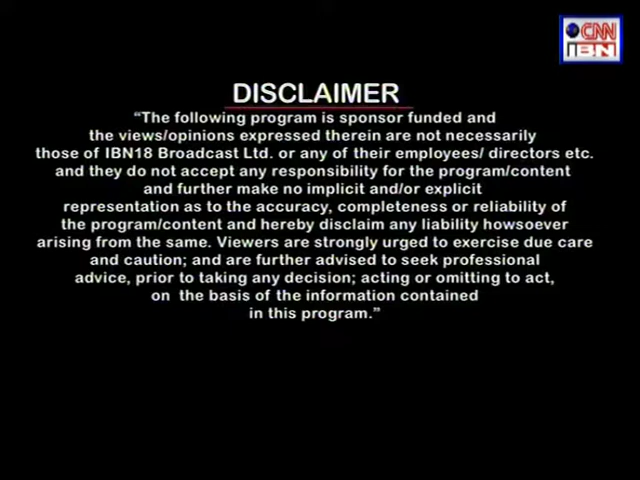 CNN
IBN
DISCLAIMER
“The following program is sponsor funded and
the views/opinions expressed therein are not necessarily
those of IBN18 Broadcast Ltd. or any of their employees/ directors etc.
and they do not accept any responsibility for the program/content
and further make no implicit and/or explicit
representation as to the accuracy, completeness or reliability of
the program/content and hereby disclaim any liability howsoever
arising from the same. Viewers are strongly urged to exercise due care
and caution; and are further advised to seek professional
advice, prior to taking any decision; acting or omitting to act,
on the basis of the information contained
in this program.”